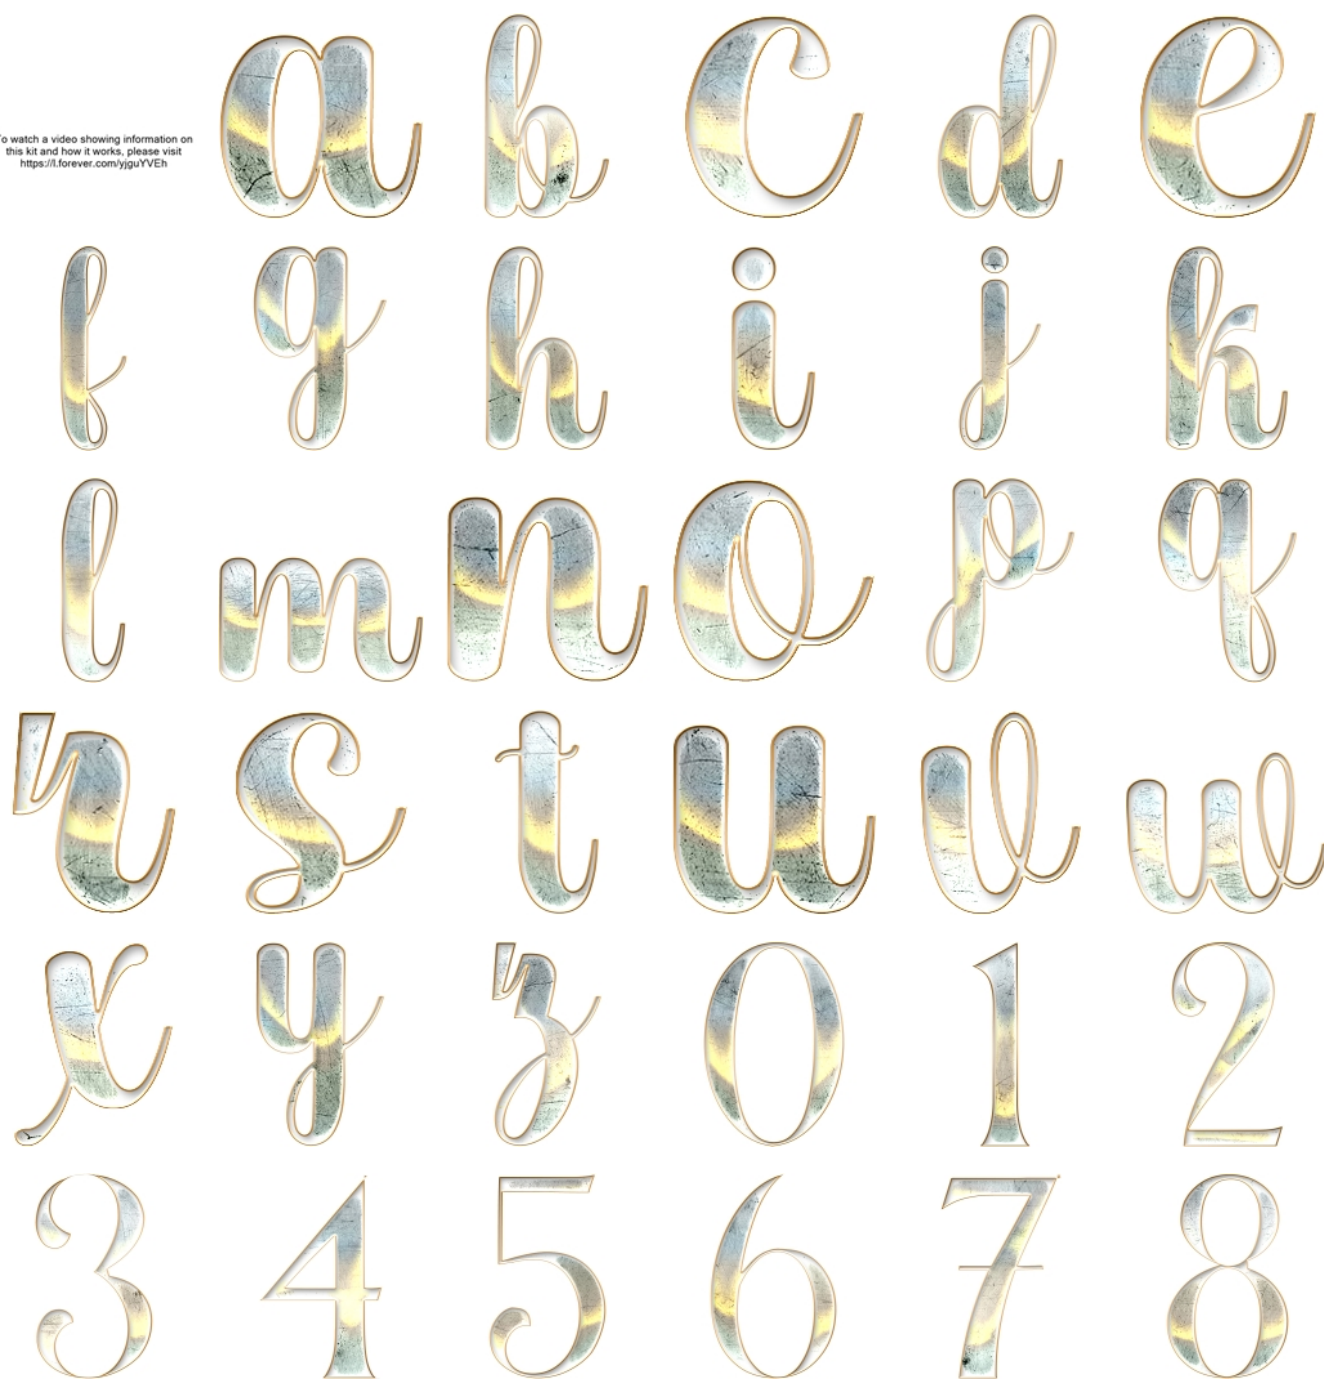 o watch a video showing information on
this kit and how it works, please visit
https://l.forever.com/yjguYVEh
a b c d e
f g h i j k
l m n o p q
r s t u v w
x y z 0 1 2
3 4 5 6 7 8